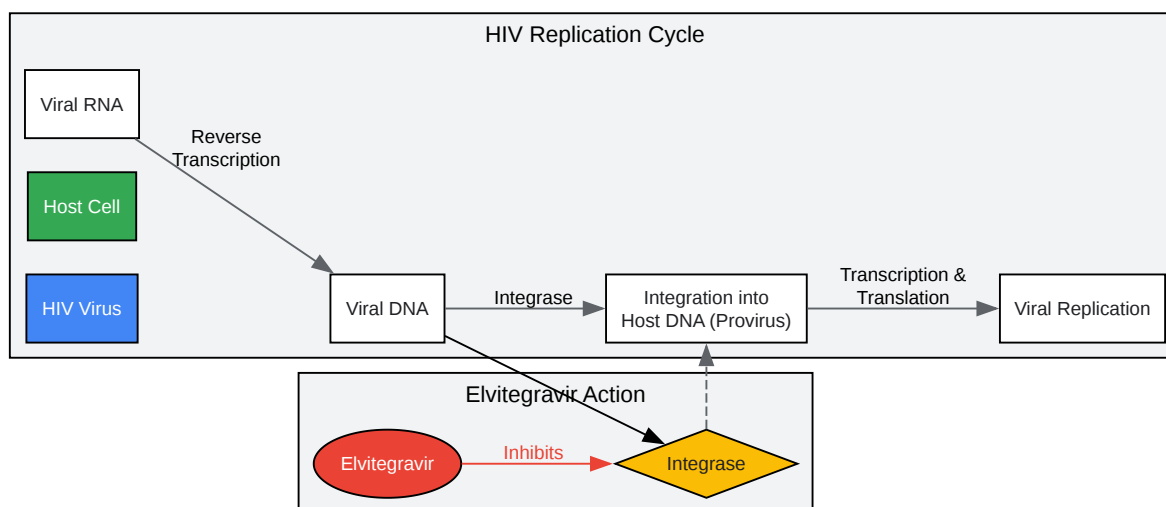 HIV Replication Cycle
Viral RNA
Reverse
Transcription
Host Cell
HIV Virus
Viral DNA
Integrase
Integration into
Host DNA (Provirus)
Transcription &
Translation
Viral Replication
Elvitegravir Action
Elvitegravir
Inhibits
Integrase